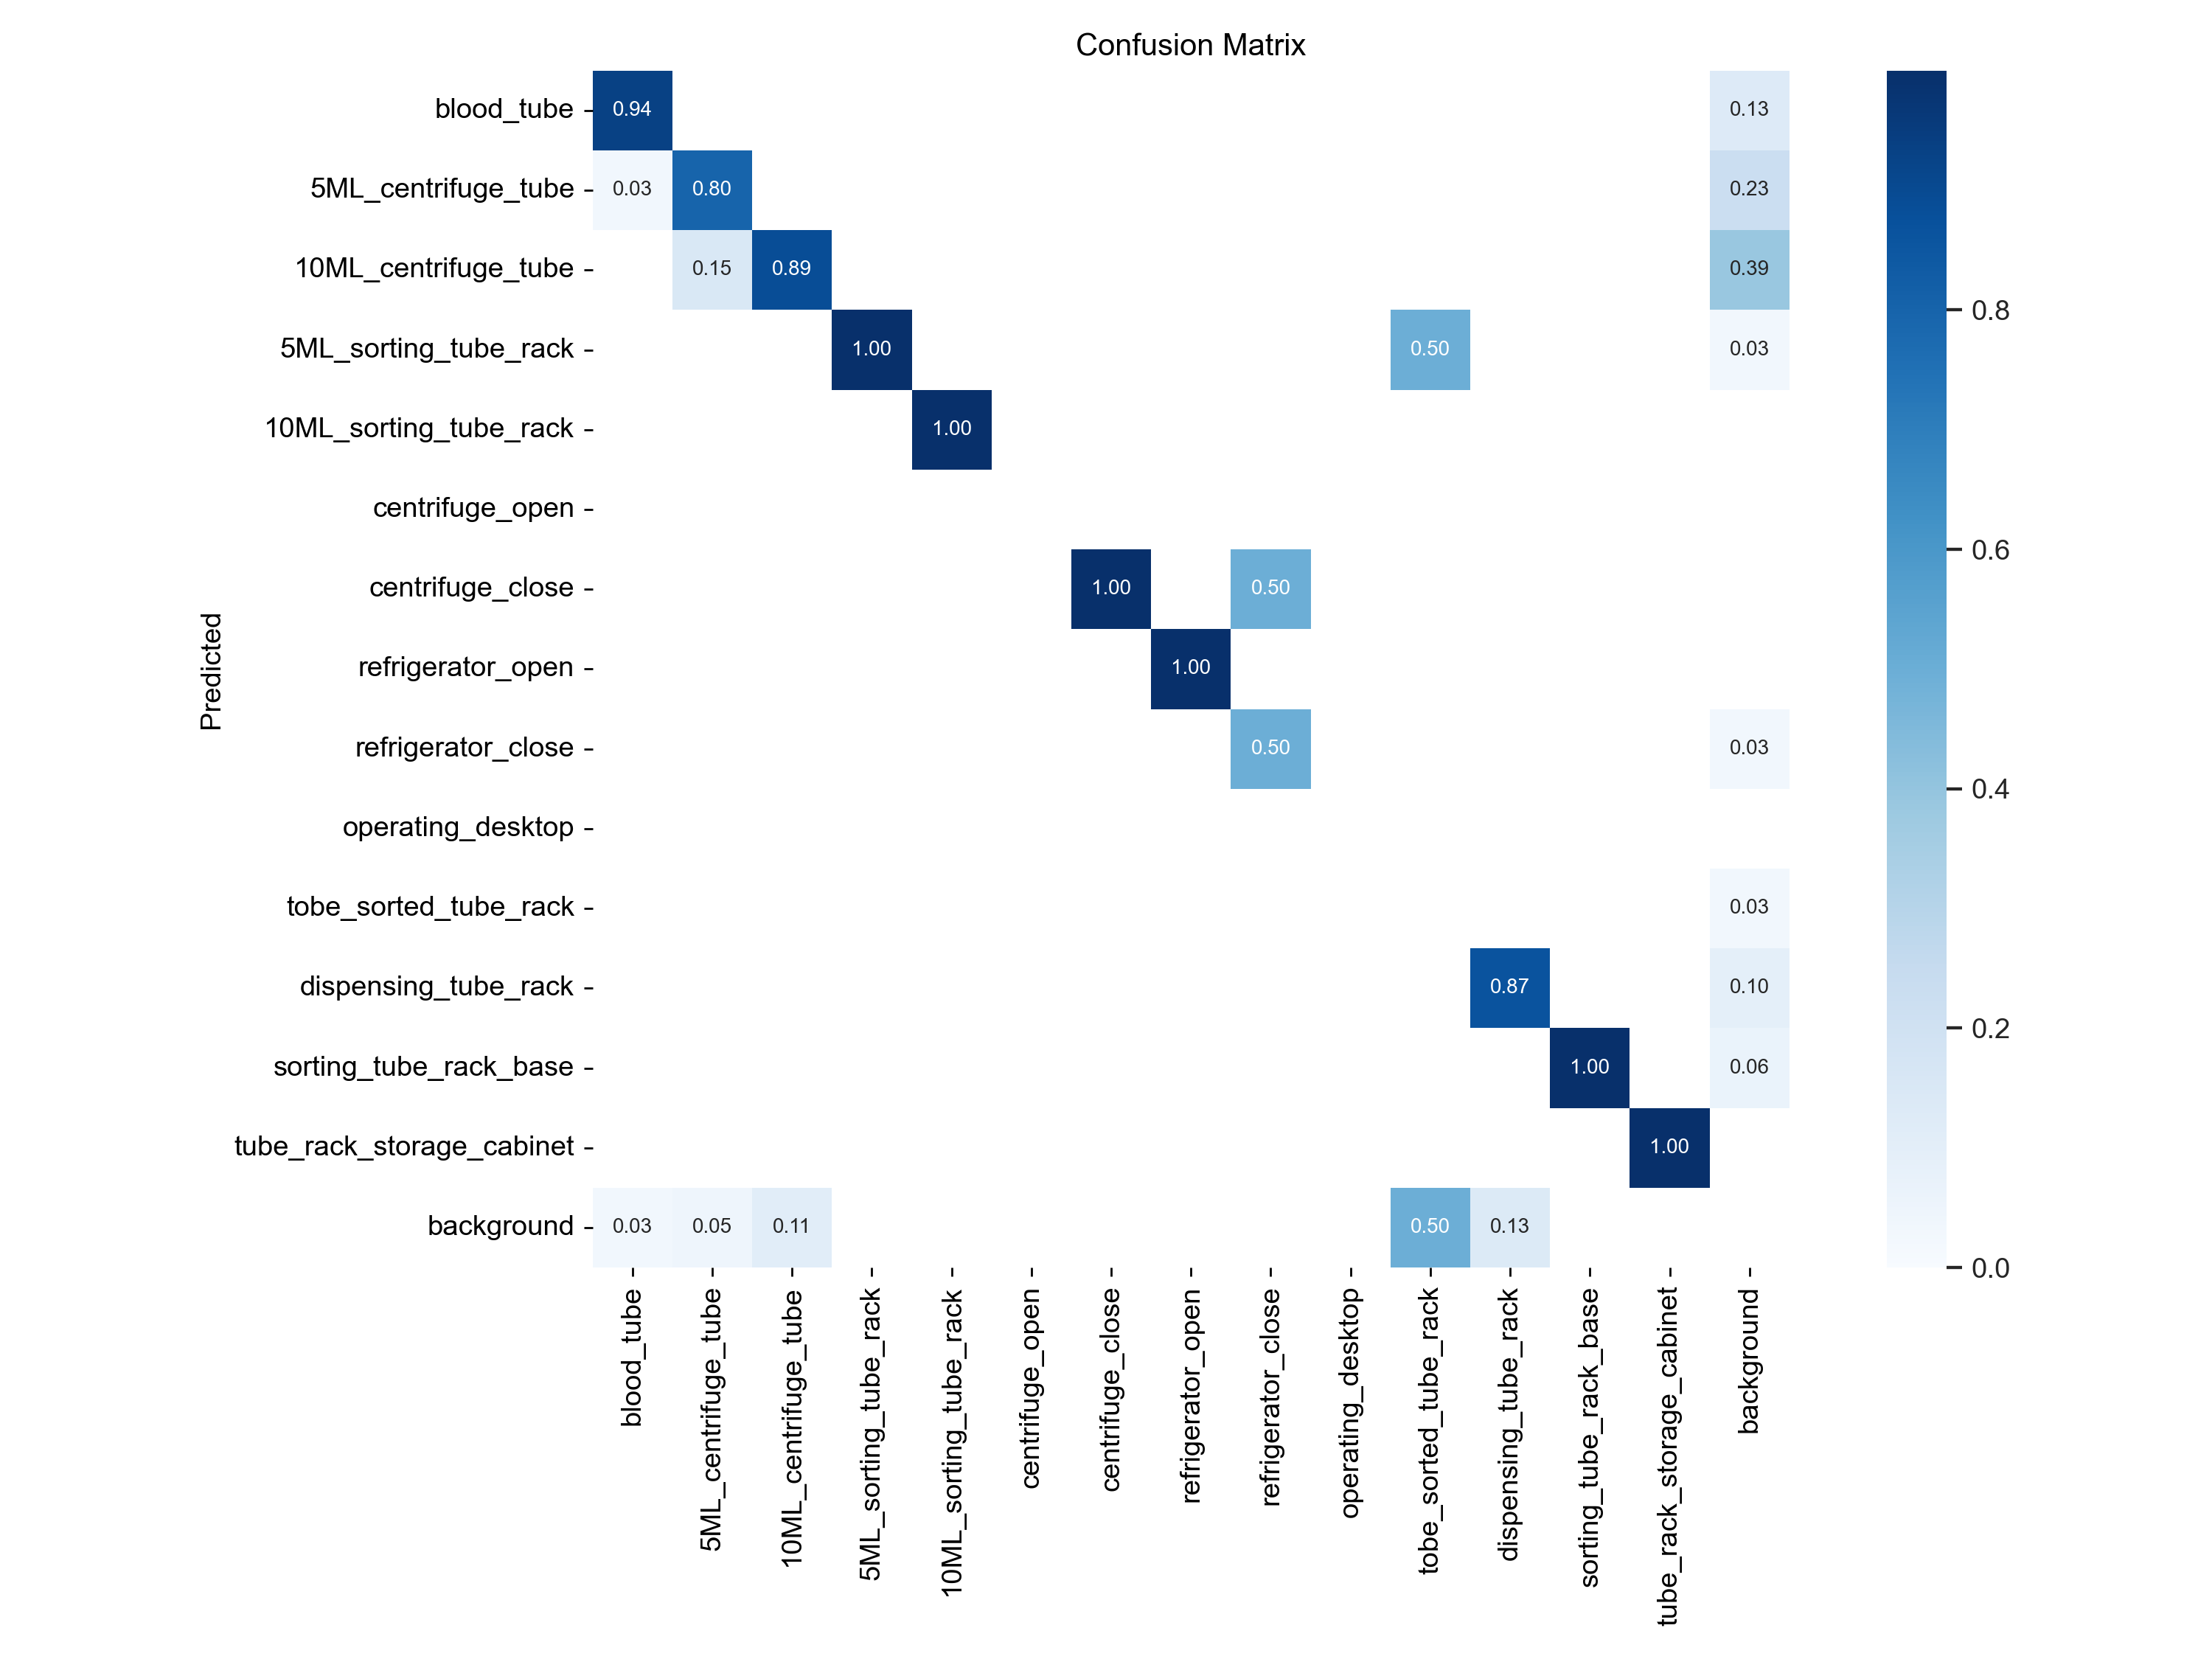 Confusion Matrix
blood_tube 0.94 0.13
5ML_centrifuge_tube 0.03 0.80 0.23
10ML_centrifuge_tube 0.15 0.89 0.39
5ML_sorting_tube_rack 1.00 0.50 0.03
10ML_sorting_tube_rack 1.00
centrifuge_open
centrifuge_close 1.00 0.50
refrigerator_open 1.00
refrigerator_close 0.50 0.03
operating_desktop
tobe_sorted_tube_rack 0.03
dispensing_tube_rack 0.87 0.10
sorting_tube_rack_base 1.00 0.06
tube_rack_storage_cabinet 1.00
background 0.03 0.05 0.11 0.50 0.13
Predicted
blood_tube
5ML_centrifuge_tube
10ML_centrifuge_tube
5ML_sorting_tube_rack
10ML_sorting_tube_rack
centrifuge_open
centrifuge_close
refrigerator_open
refrigerator_close
operating_desktop
tobe_sorted_tube_rack
dispensing_tube_rack
sorting_tube_rack_base
tube_rack_storage_cabinet
background
0.8
0.6
0.4
0.2
0.0